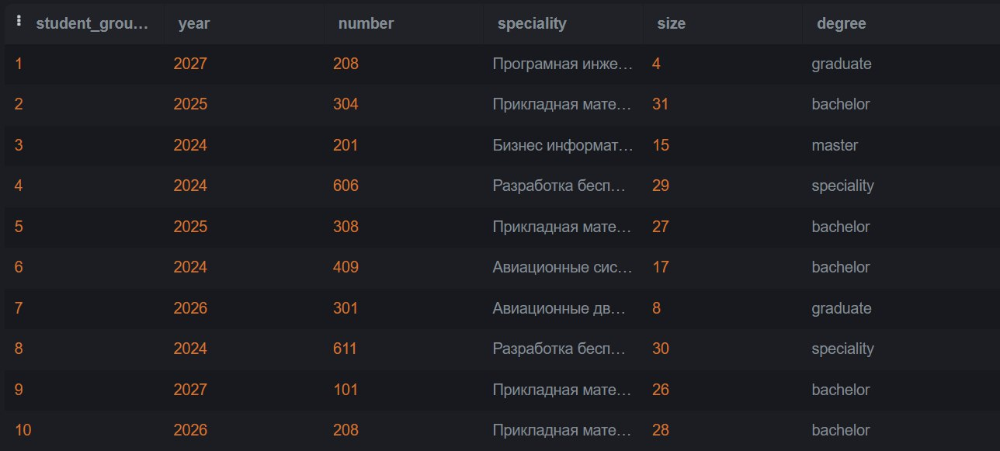 student_grou... year number speciality size degree
1 2027 208 Програмная инже... 4 graduate
2 2025 304 Прикладная мате... 31 bachelor
3 2024 201 Бизнес информат... 15 master
4 2024 606 Разработка бесп... 29 speciality
5 2025 308 Прикладная мате... 27 bachelor
6 2024 409 Авиационные сис... 17 bachelor
7 2026 301 Авиационные дв... 8 graduate
8 2024 611 Разработка бесп... 30 speciality
9 2027 101 Прикладная мате... 26 bachelor
10 2026 208 Прикладная мате... 28 bachelor